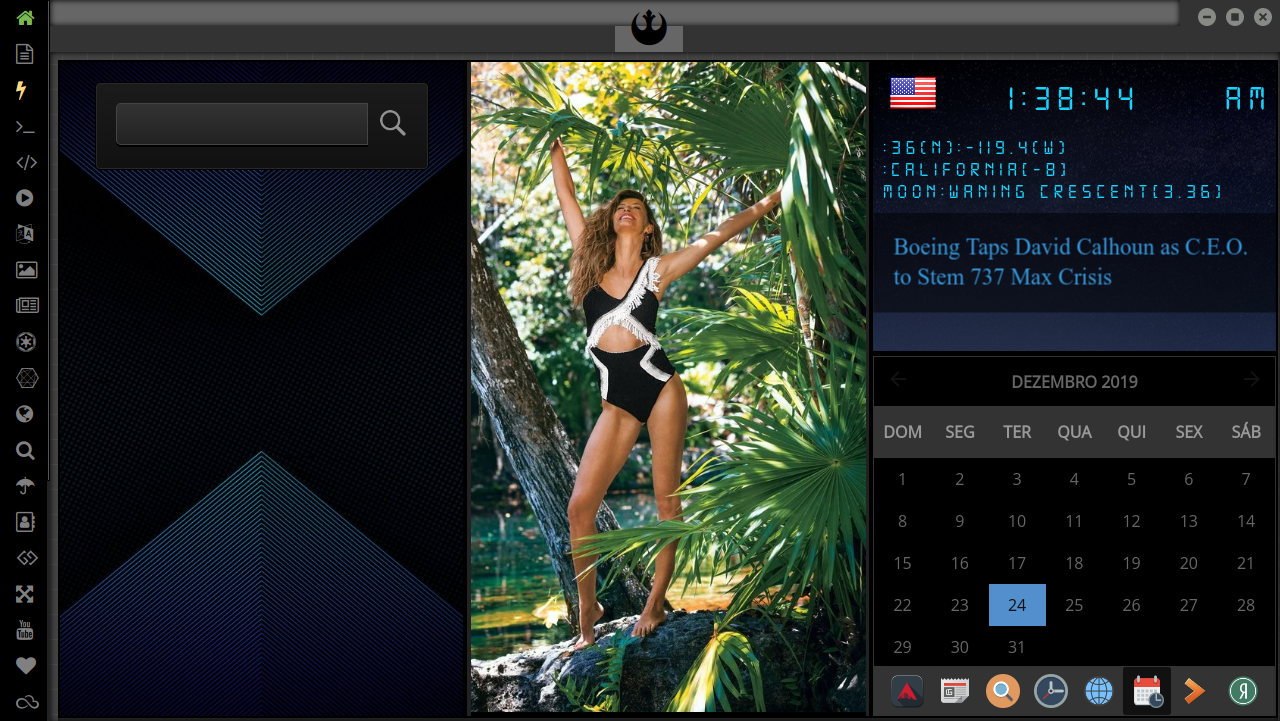 1:38:44 AM
:36(N):-119.4(W)
:CALIFORNIA(-8)
MOON:WANING CRESCENT(3.36)
Boeing Taps David Calhoun as C.E.O.
to Stem 737 Max Crisis
DEZEMBRO 2019
DOM SEG TER QUA QUI SEX SÁB
1 2 3 4 5 6 7
8 9 10 11 12 13 14
15 16 17 18 19 20 21
22 23 24 25 26 27 28
29 30 31
You
Tube
Я